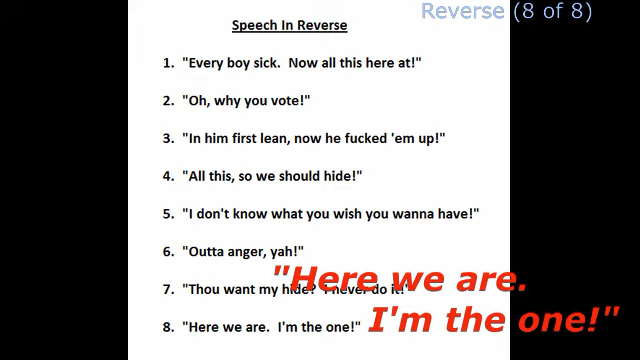 Reverse (8 of 8)
Speech In Reverse
1. "Every boy sick.  Now all this here at!"
2. "Oh, why you vote!"
3. "In him first lean, now he fucked 'em up!"
4. "All this, so we should hide!"
5. "I don't know what you wish you wanna have!"
6. "Outta anger, yah!"
7. "Thou want my hide?  I never do it!"
"Here we are.
8. "Here we are.  I'm the one!"
I'm the one!"